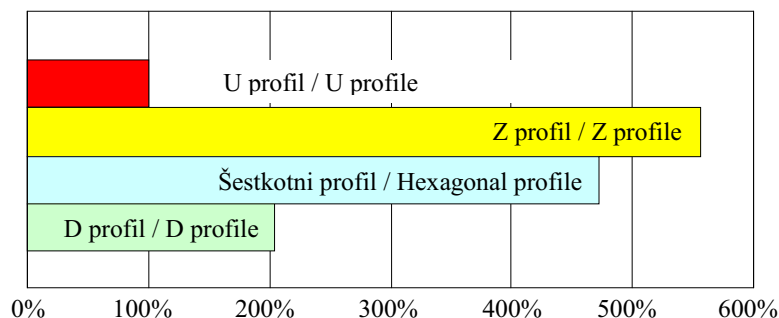 U profil / U profile
Z profil / Z profile
Šestkotni profil / Hexagonal profile
D profil / D profile
0% 100% 200% 300% 400% 500% 600%